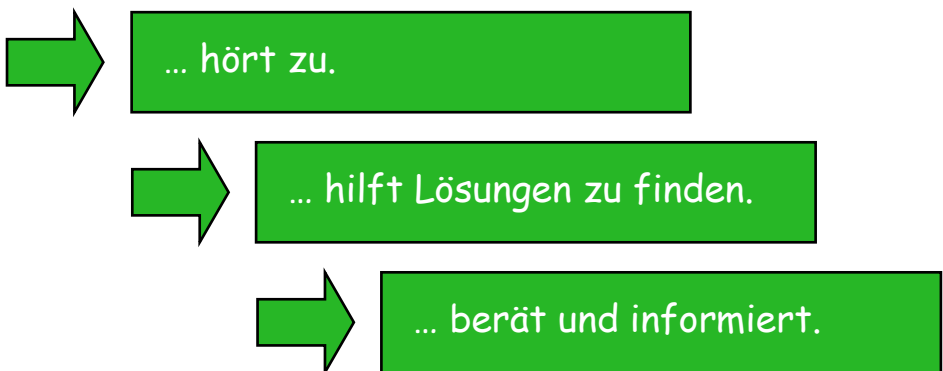 … hört zu.
… hilft Lösungen zu finden.
… berät und informiert.